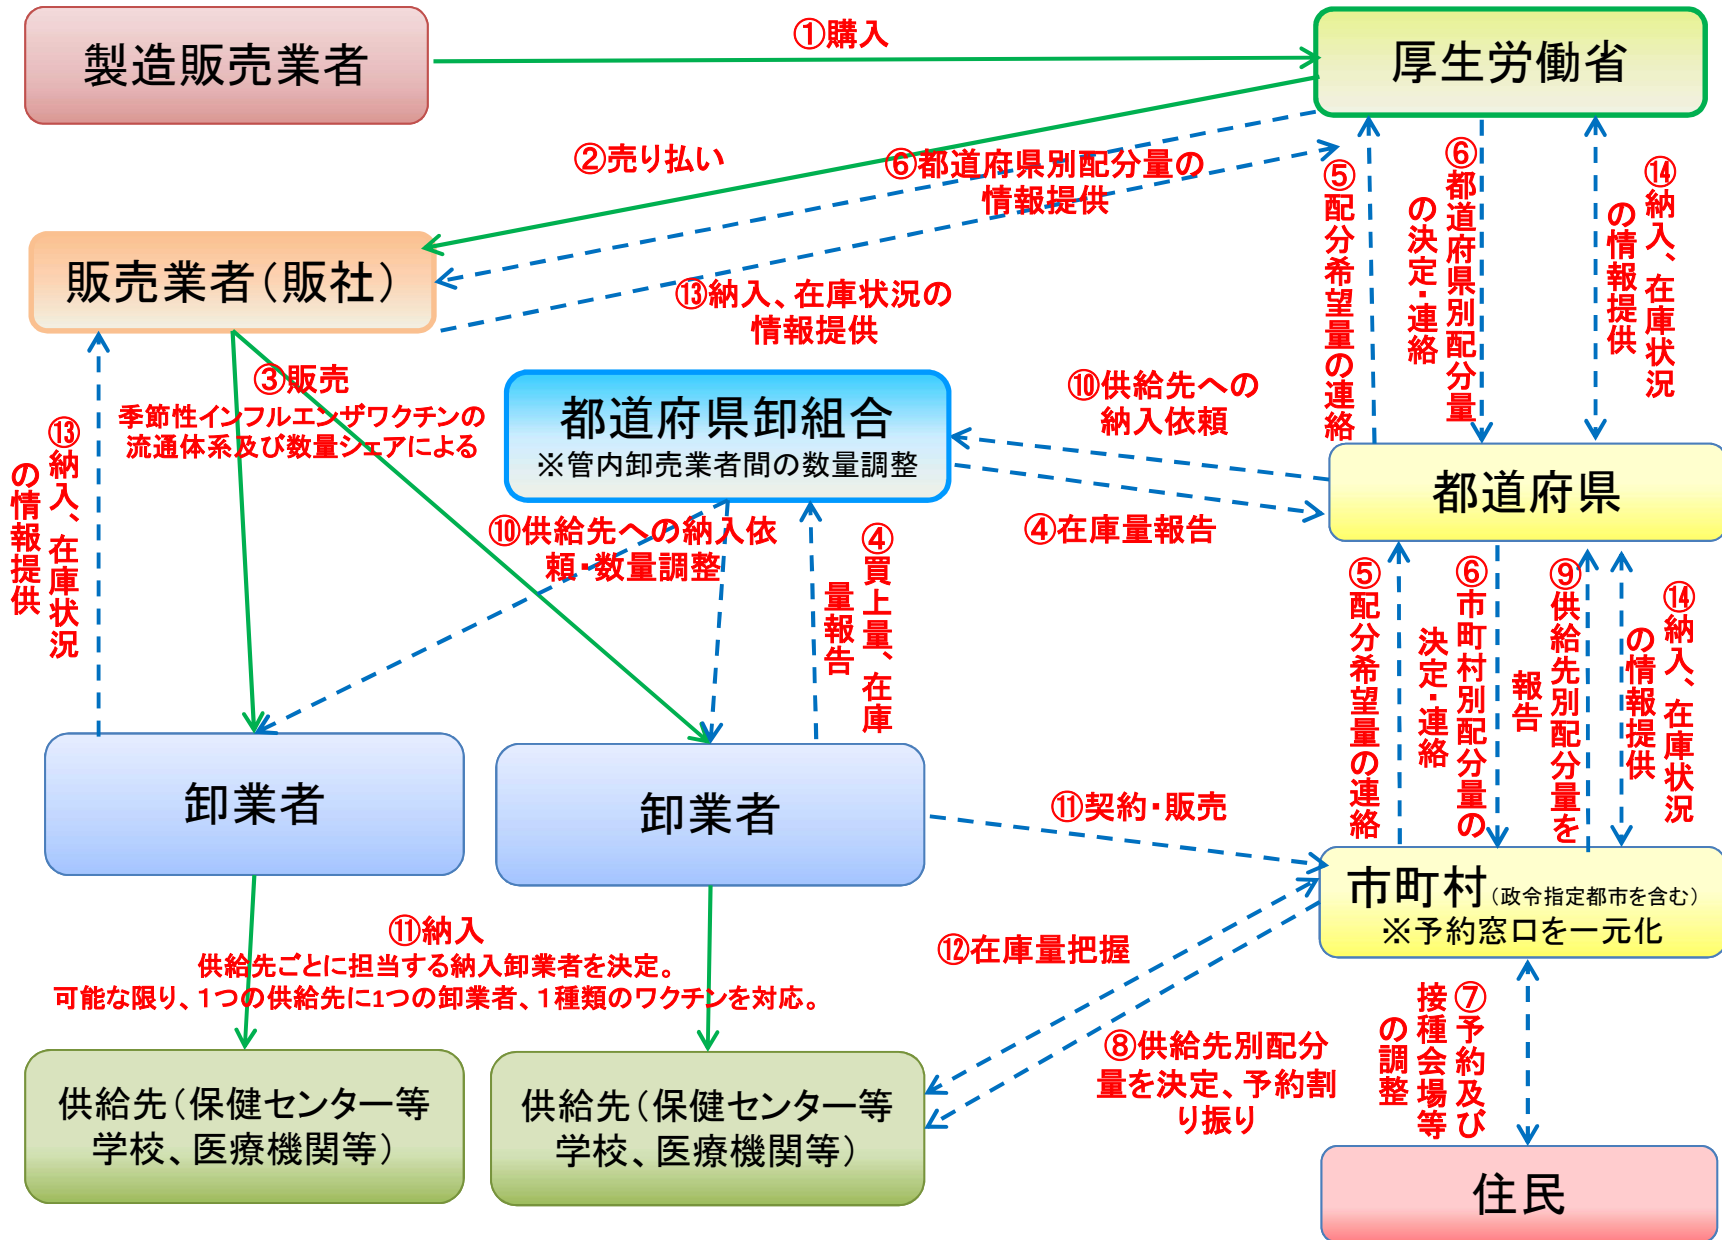 製造販売業者
①購入
厚生労働省
②売り払い
⑥都道府県別配分量の
情報提供
⑤配分希望量の連絡
⑥都道府県別配分量
の決定・連絡
⑭納入、在庫状況
の情報提供
販売業者（販社）
⑬納入、在庫状況の
情報提供
③販売
季節性インフルエンザワクチンの
流通体系及び数量シェアによる
⑬納入、在庫状況
の情報提供
都道府県卸組合
※管内卸売業者間の数量調整
⑩供給先への
納入依頼
都道府県
④在庫量報告
⑩供給先への納入依
頼・数量調整
④買上量、在庫
量報告
⑤配分希望量の連絡
⑥市町村別配分量の
決定・連絡
⑨供給先別配分量を
報告
⑭納入、在庫状況
の情報提供
卸業者
卸業者
⑪契約・販売
市町村（政令指定都市を含む）
※予約窓口を一元化
⑪納入
供給先ごとに担当する納入卸業者を決定。
可能な限り、１つの供給先に1つの卸業者、１種類のワクチンを対応。
⑫在庫量把握
⑧供給先別配分
量を決定、予約割
り振り
⑦予約及び
接種会場等
の調整
供給先（保健センター等
学校、医療機関等）
供給先（保健センター等
学校、医療機関等）
住民